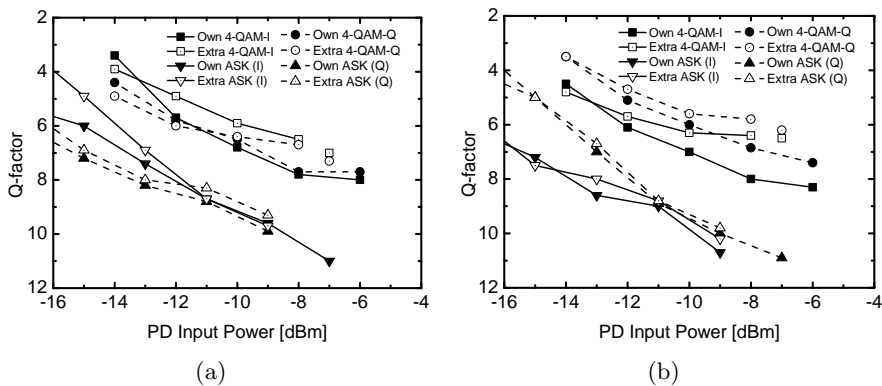 Own 4-QAM-I Own 4-QAM-Q
Extra 4-QAM-I Extra 4-QAM-Q
Own ASK (I) Own ASK (Q)
Extra ASK (I) Extra ASK (Q)
2
4
6
8
10
12
Q-factor
-16 -14 -12 -10 -8 -6 -4
PD Input Power [dBm]
(a)
Own 4-QAM-I Own 4-QAM-Q
Extra 4-QAM-I Extra 4-QAM-Q
Own ASK (I) Own ASK (Q)
Extra ASK (I) Extra ASK (Q)
2
4
6
8
10
12
Q-factor
-16 -14 -12 -10 -8 -6 -4
PD Input Power [dBm]
(b)